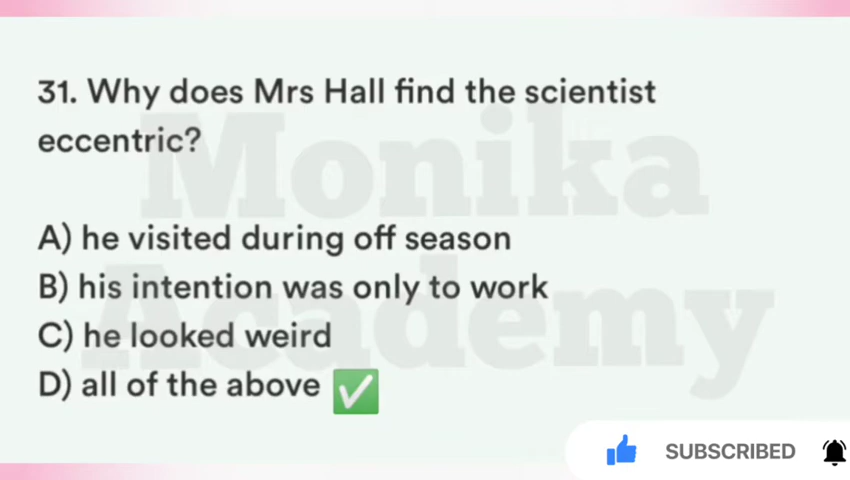 31. Why does Mrs Hall find the scientist
eccentric?
A) he visited during off season
B) his intention was only to work
C) he looked weird
D) all of the above ✅
Monika
Academy
SUBSCRIBED